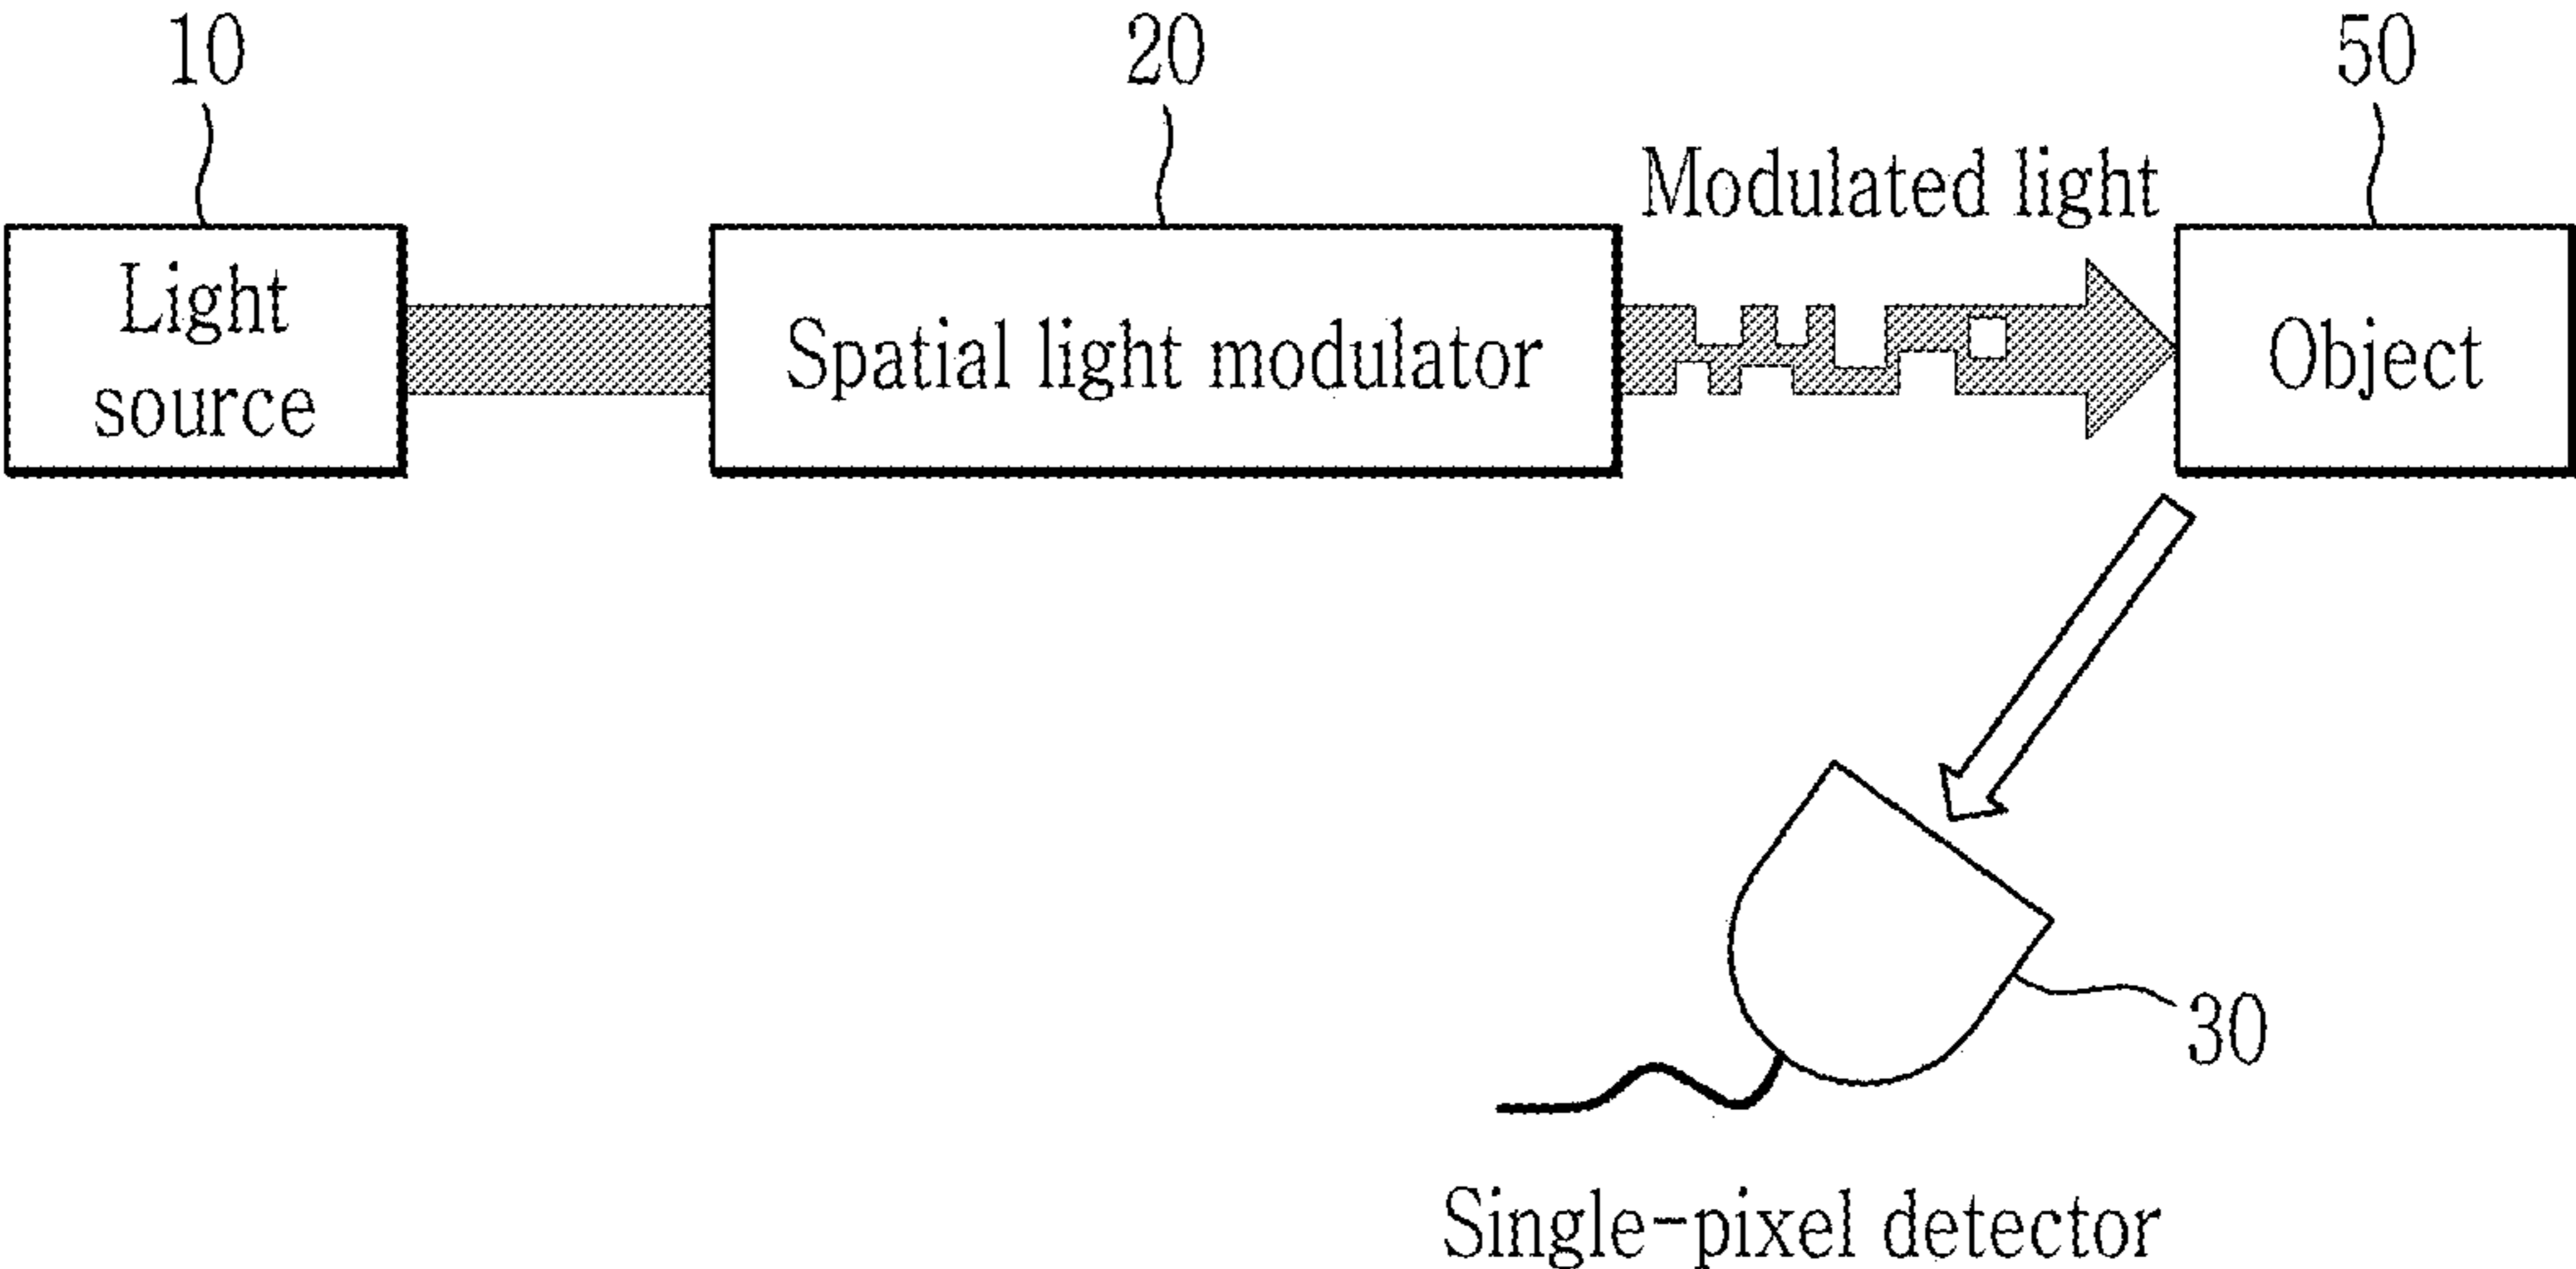 10
20
50
Modulated light
Light
source
Spatial light modulator
Object
30
Single-pixel detector